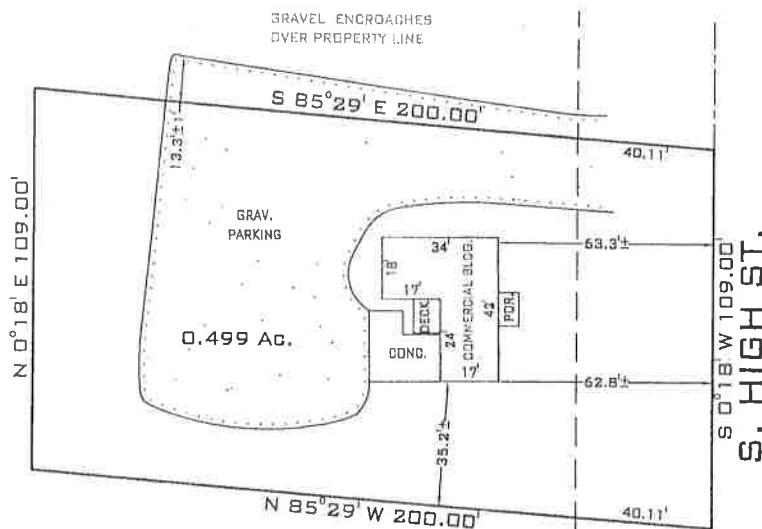 GRAVEL ENCROACHES
OVER PROPERTY LINE
S 85°29' E 200.00'
40.11'
13.3'±1'
N 0°18' E 109.00'
GRAV.
PARKING
34'
63.3'±
18'
COMMERCIAL BLDG.
17'
DECK
42'
POR.
0.499 Ac.
CONC.
24'
17'
62.8'±
S 0°18' W 109.00'
S. HIGH ST.
35.2'±
N 85°29' W 200.00'
40.11'